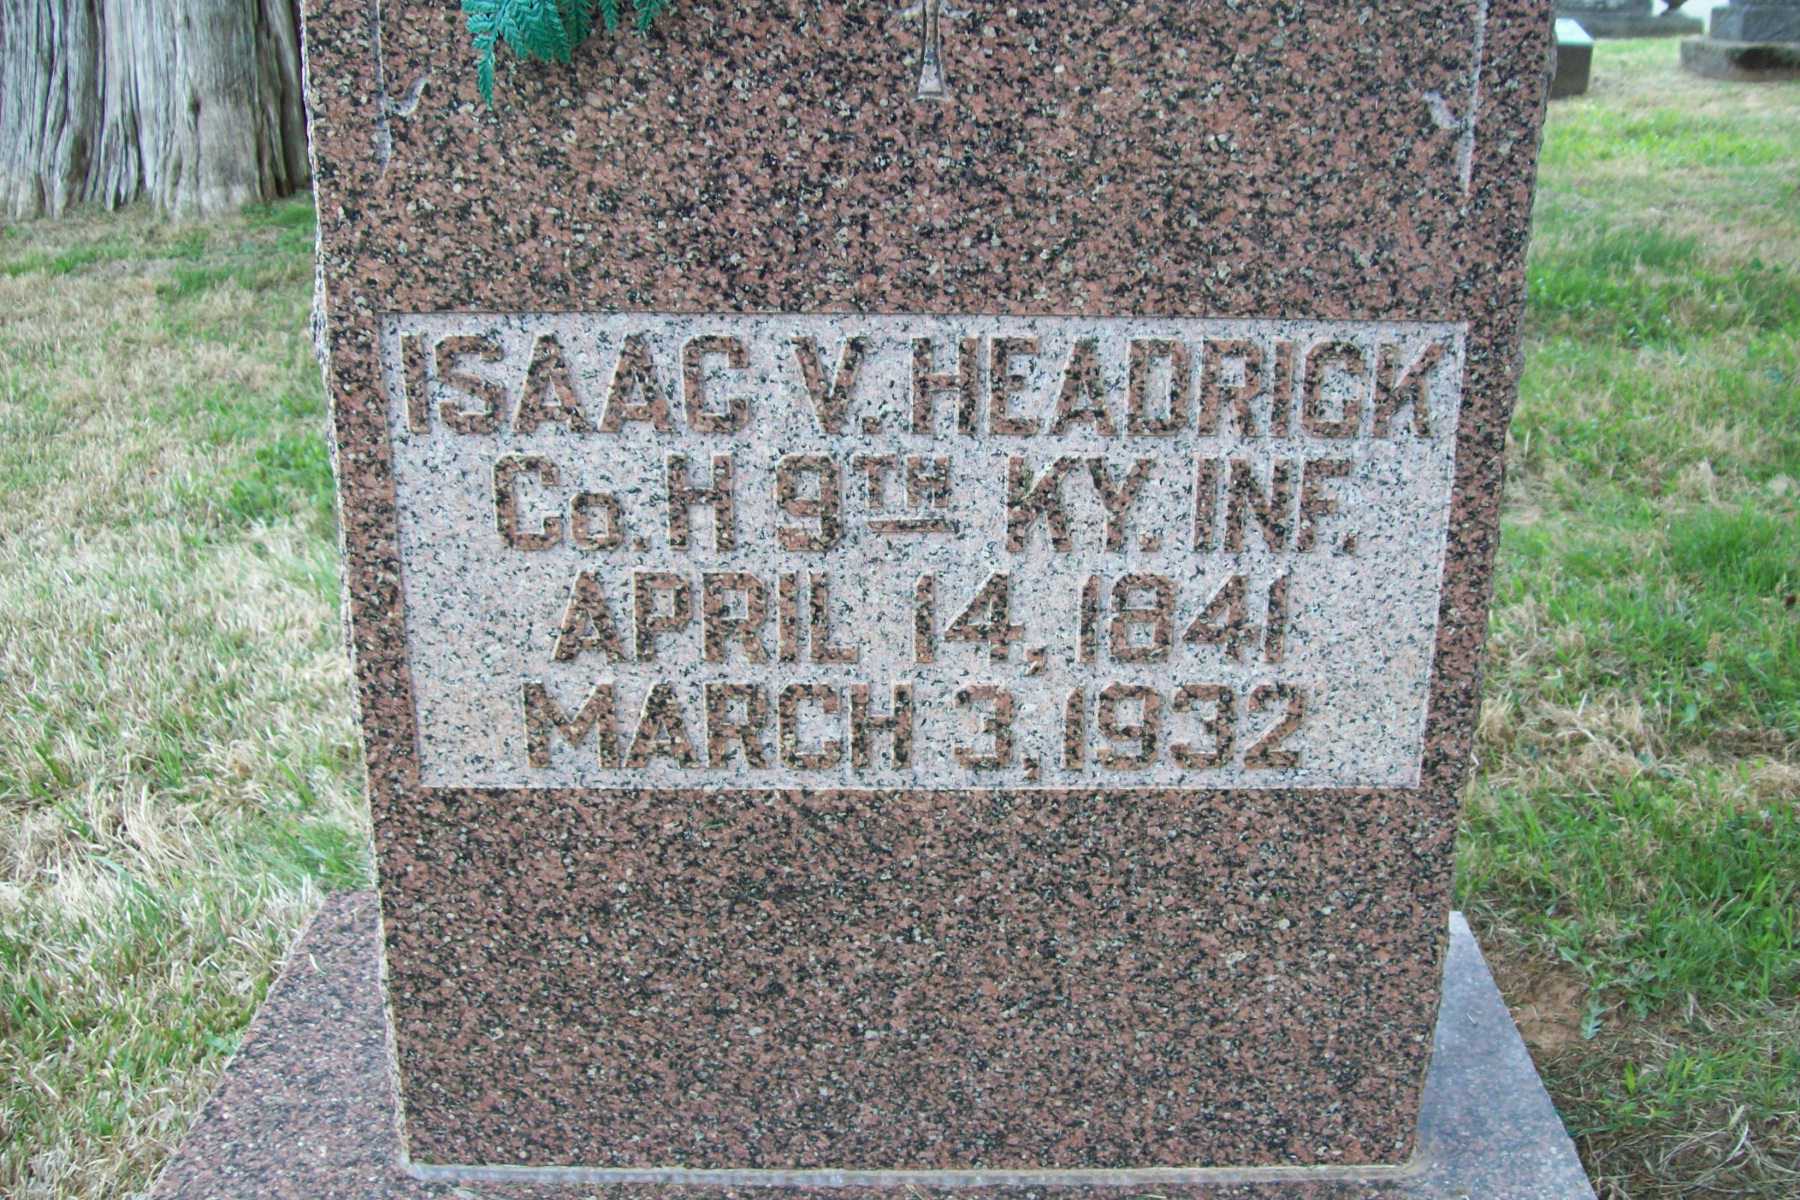 ISAAC V. HEADRICK
Co. H 9TH KY. INF.
APRIL 14, 1841
MARCH 3, 1932